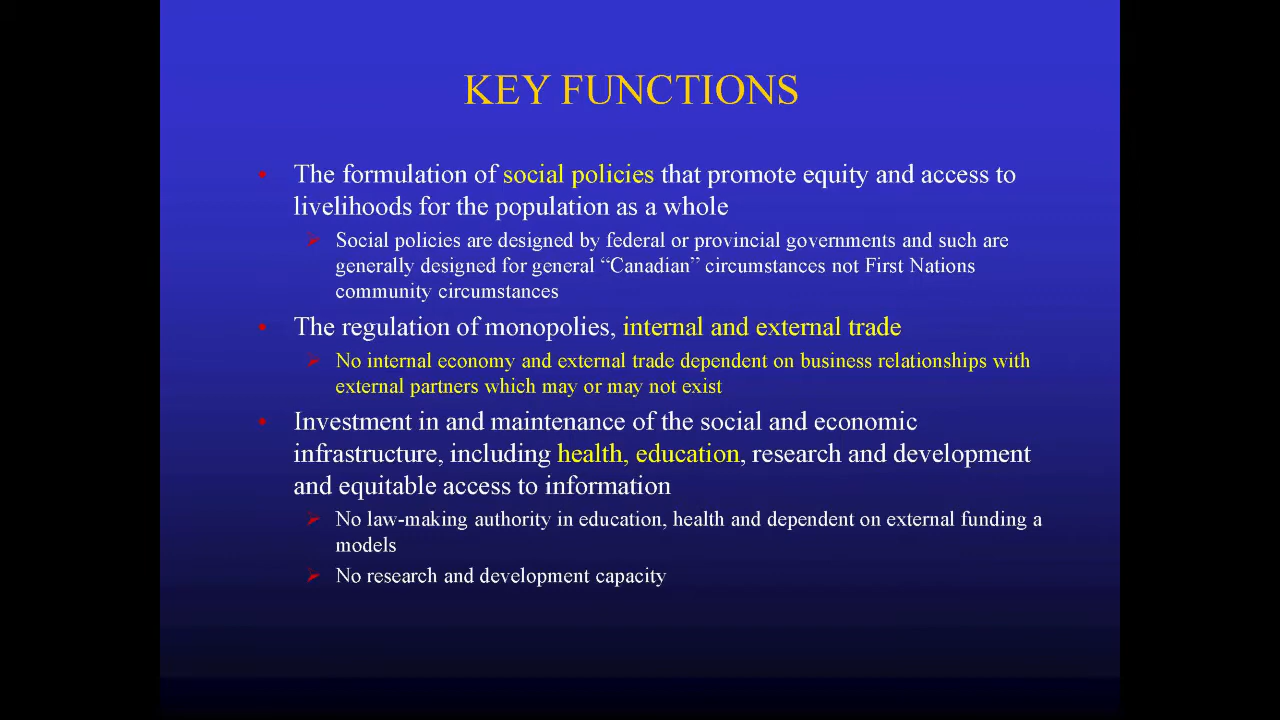 KEY FUNCTIONS
• The formulation of social policies that promote equity and access to
livelihoods for the population as a whole
➢ Social policies are designed by federal or provincial governments and such are
generally designed for general “Canadian” circumstances not First Nations
community circumstances
• The regulation of monopolies, internal and external trade
➢ No internal economy and external trade dependent on business relationships with
external partners which may or may not exist
• Investment in and maintenance of the social and economic
infrastructure, including health, education, research and development
and equitable access to information
➢ No law-making authority in education, health and dependent on external funding a
models
➢ No research and development capacity